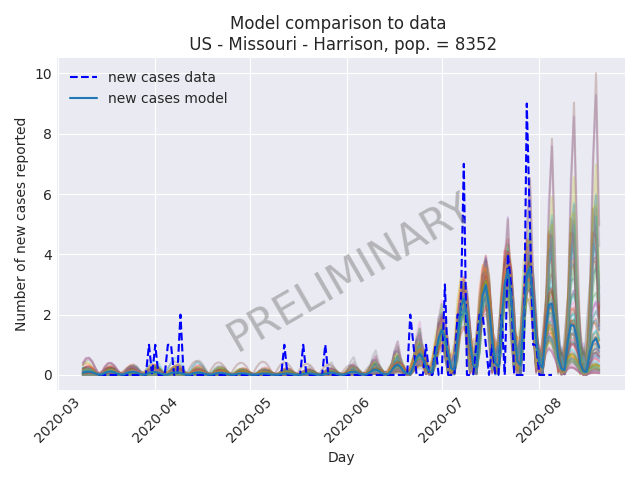 Model comparison to data
US - Missouri - Harrison, pop. = 8352
new cases data
new cases model
PRELIMINARY
Number of new cases reported
10
8
6
4
2
0
2020-03
2020-04
2020-05
2020-06
2020-07
2020-08
Day